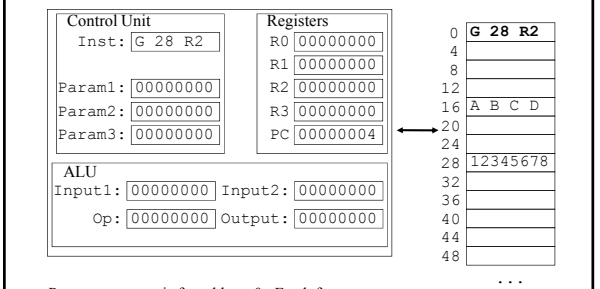 Control Unit
Inst: G 28 R2
Param1: 00000000
Param2: 00000000
Param3: 00000000
Registers
R0 00000000
R1 00000000
R2 00000000
R3 00000000
PC 00000004
ALU
Input1: 00000000 Input2: 00000000
Op: 00000000 Output: 00000000
0 G 28 R2
4
8
12
16 A B C D
20
24
28 12345678
32
36
40
44
48
...